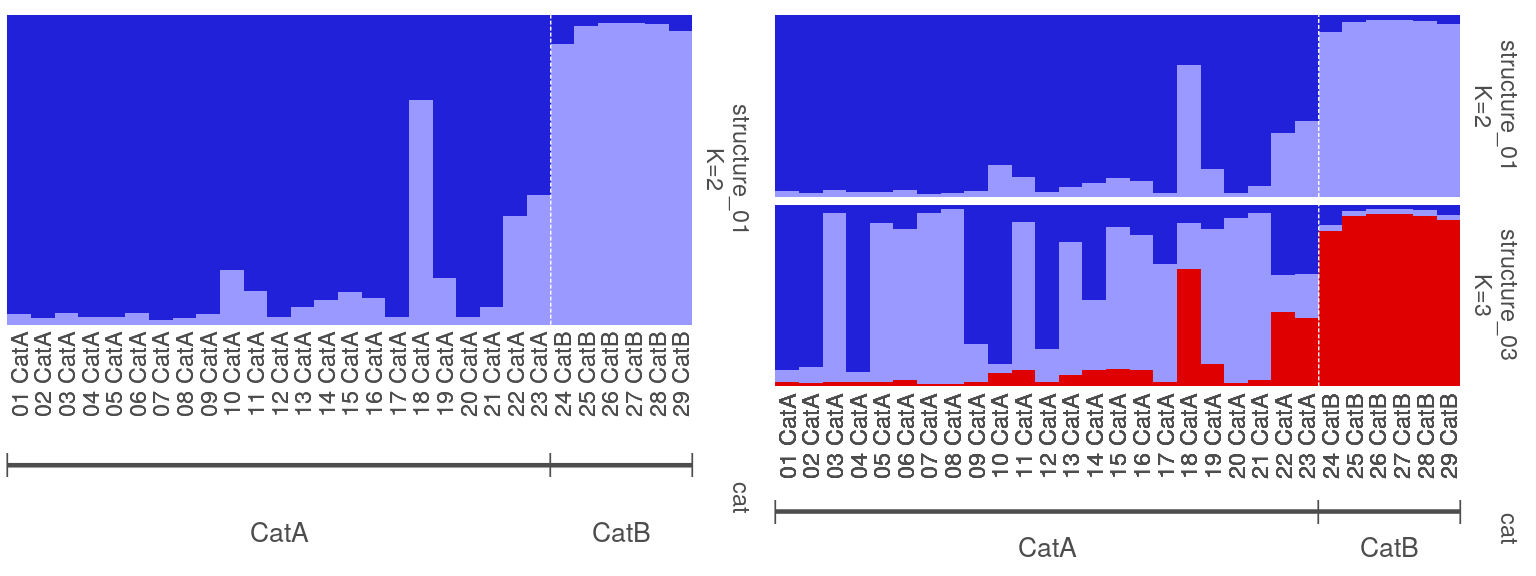 structure_01
K=2
01 CatA
02 CatA
03 CatA
04 CatA
05 CatA
06 CatA
07 CatA
08 CatA
09 CatA
10 CatA
11 CatA
12 CatA
13 CatA
14 CatA
15 CatA
16 CatA
17 CatA
18 CatA
19 CatA
20 CatA
21 CatA
22 CatA
23 CatA
24 CatB
25 CatB
26 CatB
27 CatB
28 CatB
29 CatB
cat
CatA
CatB
structure_01
K=2
structure_03
K=3
01 CatA
02 CatA
03 CatA
04 CatA
05 CatA
06 CatA
07 CatA
08 CatA
09 CatA
10 CatA
11 CatA
12 CatA
13 CatA
14 CatA
15 CatA
16 CatA
17 CatA
18 CatA
19 CatA
20 CatA
21 CatA
22 CatA
23 CatA
24 CatB
25 CatB
26 CatB
27 CatB
28 CatB
29 CatB
cat
CatA
CatB